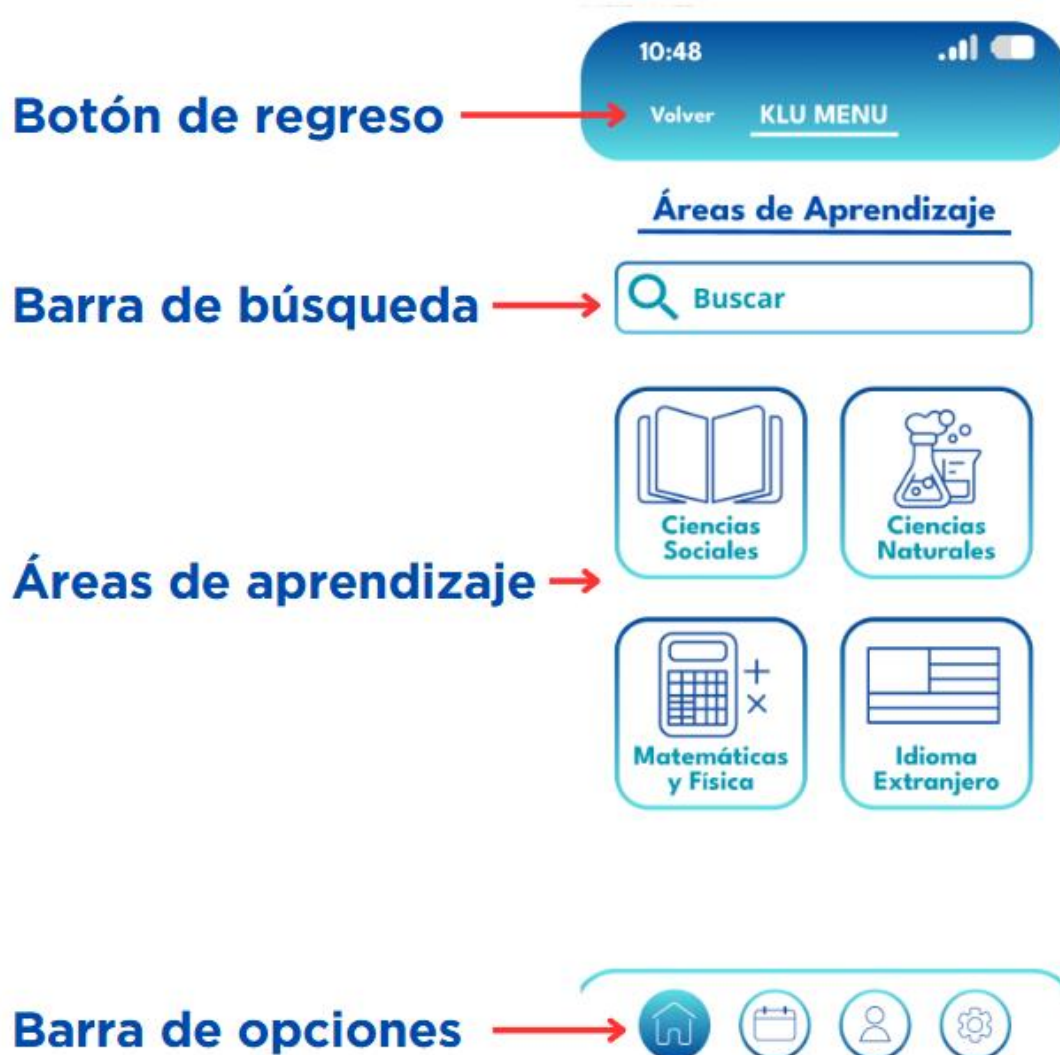 10:48
Botón de regreso
Volver KLU MENU
Áreas de Aprendizaje
Barra de búsqueda
Buscar
Ciencias
Sociales
Ciencias
Naturales
Áreas de aprendizaje
Matemáticas
y Física
Idioma
Extranjero
Barra de opciones